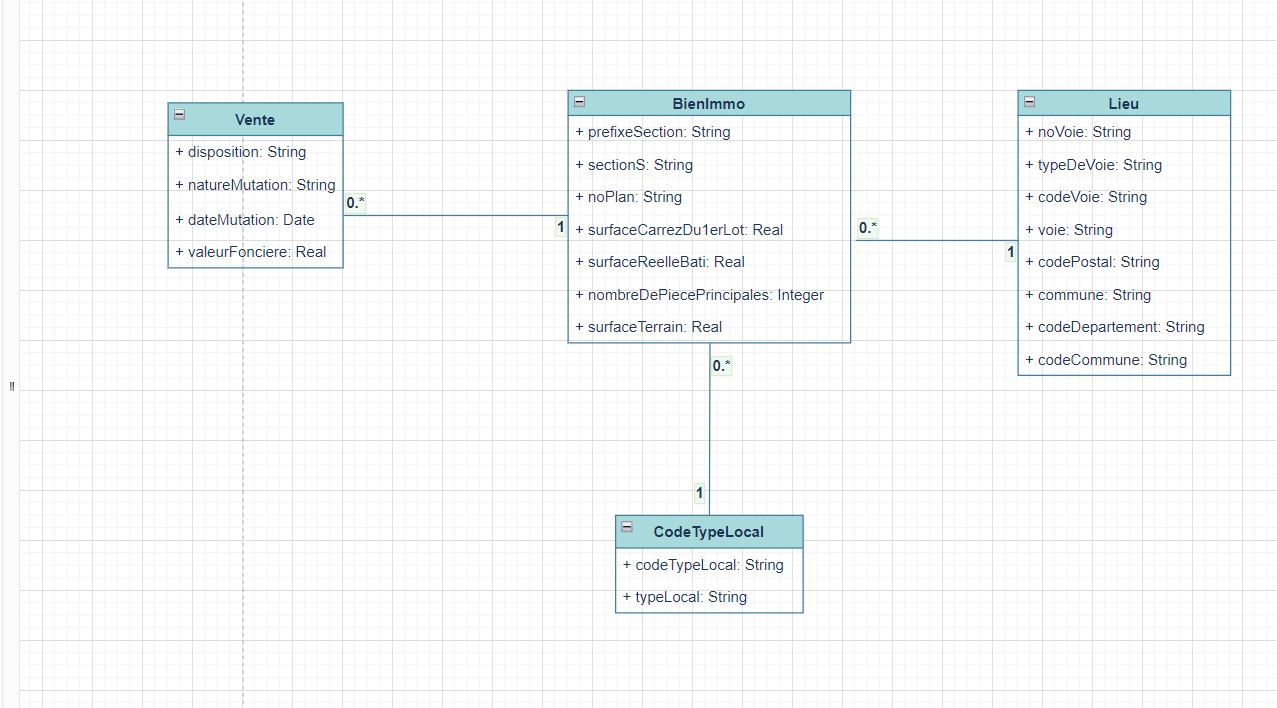 Vente
+ disposition: String
+ natureMutation: String
+ dateMutation: Date
+ valeurFonciere: Real
0.*
1
BienImmo
+ prefixeSection: String
+ sectionS: String
+ noPlan: String
+ surfaceCarrezDu1erLot: Real
+ surfaceReelleBati: Real
+ nombreDePiecePrincipales: Integer
+ surfaceTerrain: Real
0.*
1
Lieu
+ noVoie: String
+ typeDeVoie: String
+ codeVoie: String
+ voie: String
+ codePostal: String
+ commune: String
+ codeDepartement: String
+ codeCommune: String
0.*
1
CodeTypeLocal
+ codeTypeLocal: String
+ typeLocal: String